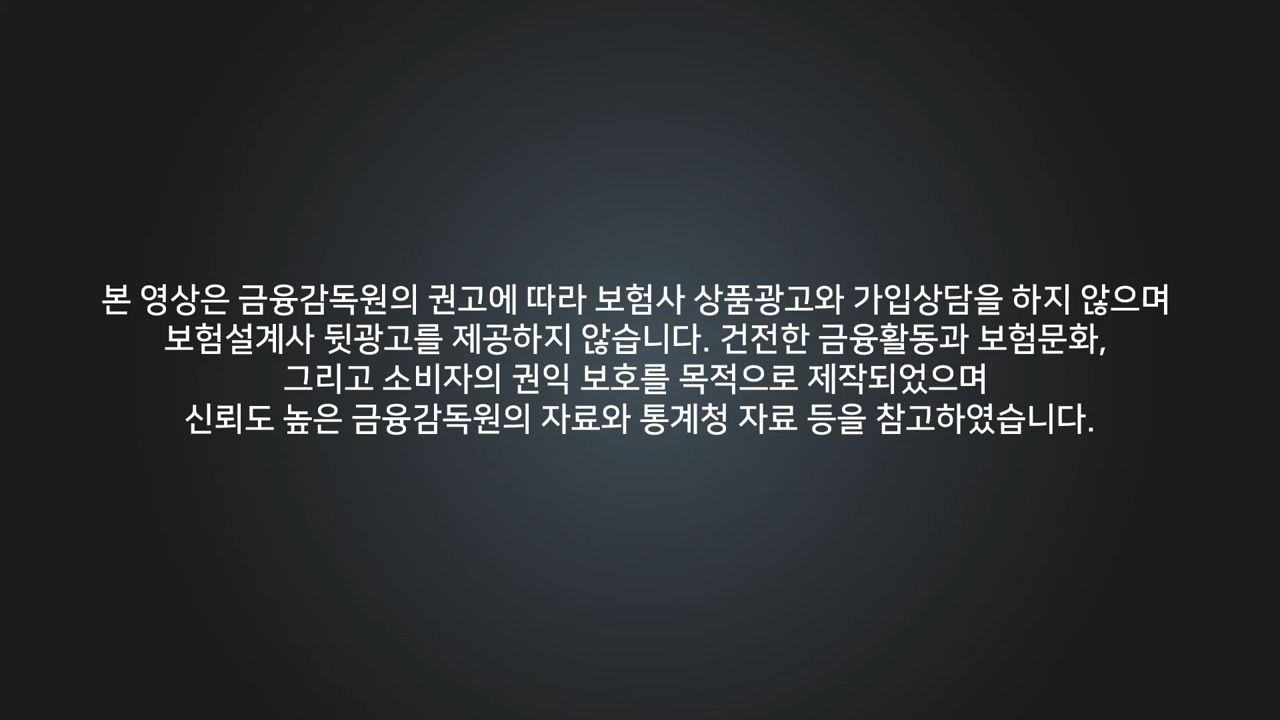 본 영상은 금융감독원의 권고에 따라 보험사 상품광고와 가입상담을 하지 않으며
보험설계사 뒷광고를 제공하지 않습니다. 건전한 금융활동과 보험문화,
그리고 소비자의 권익 보호를 목적으로 제작되었으며
신뢰도 높은 금융감독원의 자료와 통계청 자료 등을 참고하였습니다.